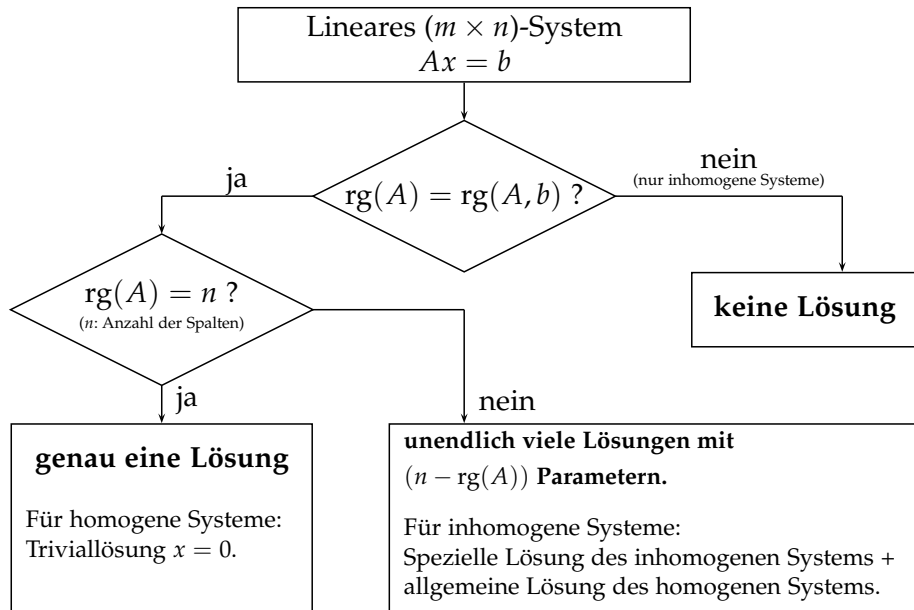 Lineares (m × n)-System
Ax = b
rg(A) = rg(A, b) ?
ja
nein
(nur inhomogene Systeme)
rg(A) = n ?
(n: Anzahl der Spalten)
keine Lösung
ja
nein
genau eine Lösung
Für homogene Systeme:
Triviallösung x = 0.
unendlich viele Lösungen mit
(n − rg(A)) Parametern.
Für inhomogene Systeme:
Spezielle Lösung des inhomogenen Systems +
allgemeine Lösung des homogenen Systems.